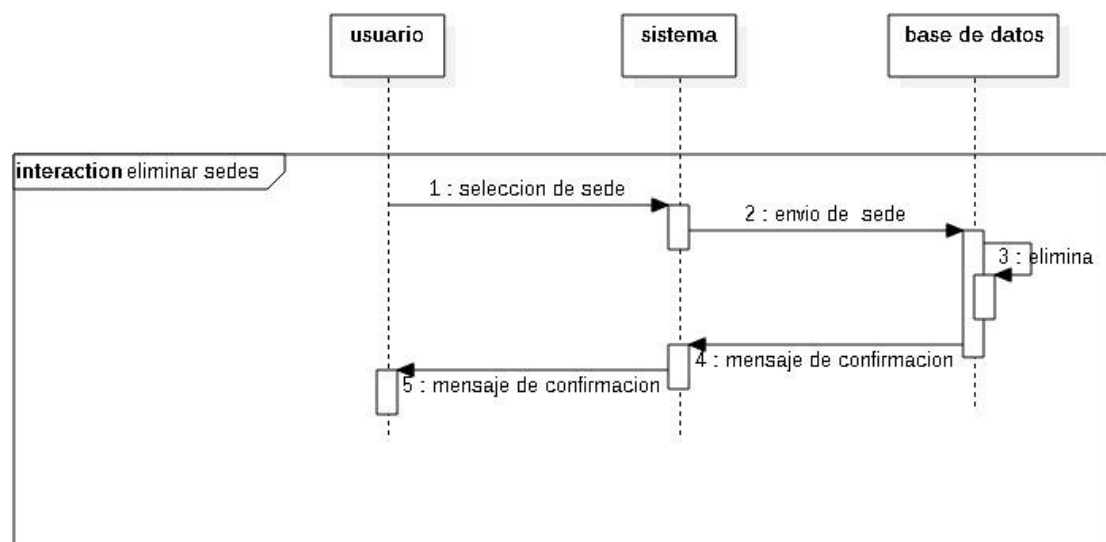 usuario
sistema
base de datos
interaction eliminar sedes
1 : seleccion de sede
2 : envio de sede
3 : elimina
4 : mensaje de confirmacion
5 : mensaje de confirmacion